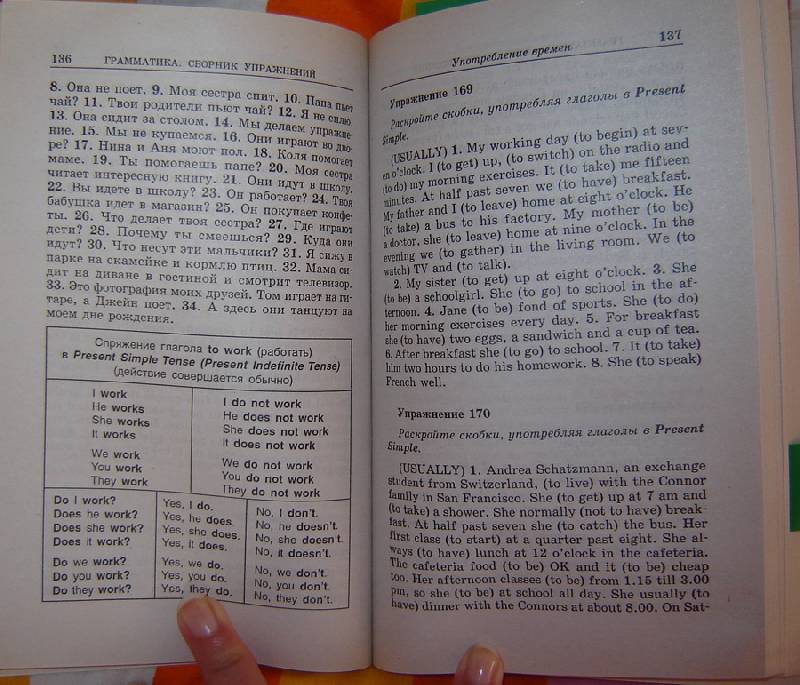 136 ГРАММАТИКА. СБОРНИК УПРАЖНЕНИЙ
8. Она не поет. 9. Моя сестра спит. 10. Папа пьет
чай? 11. Твои родители пьют чай? 12. Я не сплю
13. Она сидит за столом. 14. Мы делаем упражне-
ние. 15. Мы не купаемся. 16. Они играют во дво-
ре? 17. Нина и Аня моют пол. 18. Коля помогает
маме. 19. Ты помогаешь папе? 20. Моя сестра
читает интересную книгу. 21. Они идут в школу.
22. Вы идете в школу? 23. Он работает? 24. Твоя
бабушка идет в магазин? 25. Он покупает конфе-
ты. 26. Что делает твоя сестра? 27. Где играют
дети? 28. Почему ты смеешься? 29. Куда они
идут? 30. Что несут эти мальчики? 31. Я сижу в
парке на скамейке и кормлю птиц. 32. Мама си-
дит на диване в гостиной и смотрит телевизор.
33. Это фотография моих друзей. Том играет на ги-
таре, а Джейн поет. 34. А здесь они танцуют на
моем дне рождения.
Спряжение глагола to work (работать)
в Present Simple Tense (Present Indefinite Tense)
(действие совершается обычно)
I work
He works
She works
It works
We work
You work
They work
I do not work
He does not work
She does not work
It does not work
We do not work
You do not work
They do not work
Do I work?
Does he work?
Does she work?
Does it work?
Do we work?
Do you work?
Do they work?
Yes, I do.
Yes, he does.
Yes, she does.
Yes, it does.
Yes, we do.
Yes, you do.
Yes, they do.
No, I don't.
No, he doesn't.
No, she doesn't.
No, it doesn't.
No, we don't.
No, you don't.
No, they don't.
Употребление времен 137
Упражнение 169
Раскройте скобки, употребляя глаголы в Present
Simple.
(USUALLY) 1. My working day (to begin) at sev-
en o'clock. I (to get) up, (to switch) on the radio and
(to do) my morning exercises. It (to take) me fifteen
minutes. At half past seven we (to have) breakfast.
My father and I (to leave) home at eight o'clock. He
(to take) a bus to his factory. My mother (to be)
a doctor, she (to leave) home at nine o'clock. In the
evening we (to gather) in the living room. We (to
watch) TV and (to talk).
2. My sister (to get) up at eight o'clock. 3. She
(to be) a schoolgirl. She (to go) to school in the af-
ternoon. 4. Jane (to be) fond of sports. She (to do)
her morning exercises every day. 5. For breakfast
she (to have) two eggs, a sandwich and a cup of tea.
6. After breakfast she (to go) to school. 7. It (to take)
him two hours to do his homework. 8. She (to speak)
French well.
Упражнение 170
Раскройте скобки, употребляя глаголы в Present
Simple.
(USUALLY) 1. Andrea Schatzmann, an exchange
student from Switzerland, (to live) with the Connor
family in San Francisco. She (to get) up at 7 am and
(to take) a shower. She normally (not to have) break-
fast. At half past seven she (to catch) the bus. Her
first class (to start) at a quarter past eight. She al-
ways (to have) lunch at 12 o'clock in the cafeteria.
The cafeteria food (to be) OK and it (to be) cheap
too. Her afternoon classes (to be) from 1.15 till 3.00
pm, so she (to be) at school all day. She usually (to
have) dinner with the Connors at about 8.00. On Sat-